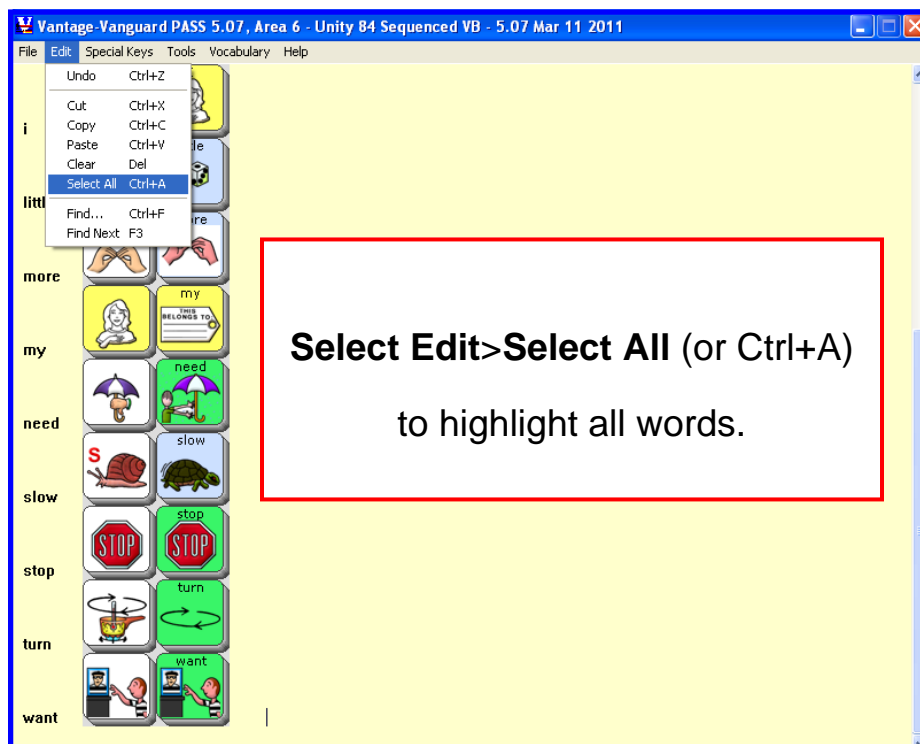 Vantage-Vanguard PASS 5.07, Area 6 - Unity 84 Sequenced VB - 5.07 Mar 11 2011
File Edit Special Keys Tools Vocabulary Help
Undo Ctrl+Z
Cut Ctrl+X
Copy Ctrl+C
Paste Ctrl+V
Clear Del
Select All Ctrl+A
Find... Ctrl+F
Find Next F3
i
littl
le
more
re
my
my
THIS BELONGS TO
need
need
slow
S
slow
stop
STOP
stop
STOP
turn
turn
want
want
Select Edit>Select All (or Ctrl+A)
to highlight all words.